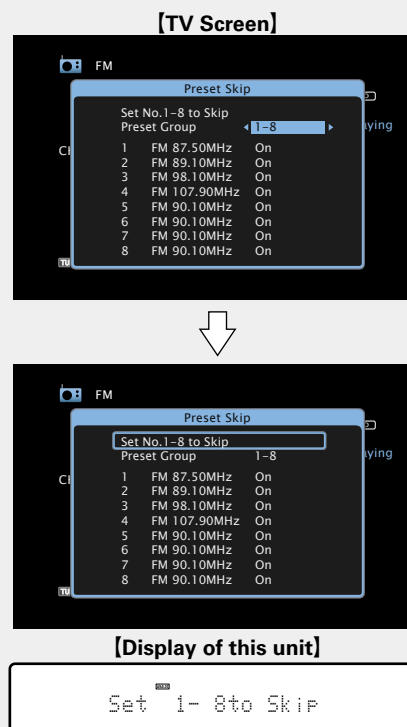 【TV Screen】
FM
Preset Skip
Set No.1–8 to Skip
Preset Group 1–8
aying
CH
1 FM 87.50MHz On
2 FM 89.10MHz On
3 FM 98.10MHz On
4 FM 107.90MHz On
5 FM 90.10MHz On
6 FM 90.10MHz On
7 FM 90.10MHz On
8 FM 90.10MHz On
TU
FM
Preset Skip
Set No.1–8 to Skip
Preset Group 1–8
aying
CH
1 FM 87.50MHz On
2 FM 89.10MHz On
3 FM 98.10MHz On
4 FM 107.90MHz On
5 FM 90.10MHz On
6 FM 90.10MHz On
7 FM 90.10MHz On
8 FM 90.10MHz On
TU
【Display of this unit】
Set 1- 8to Skip